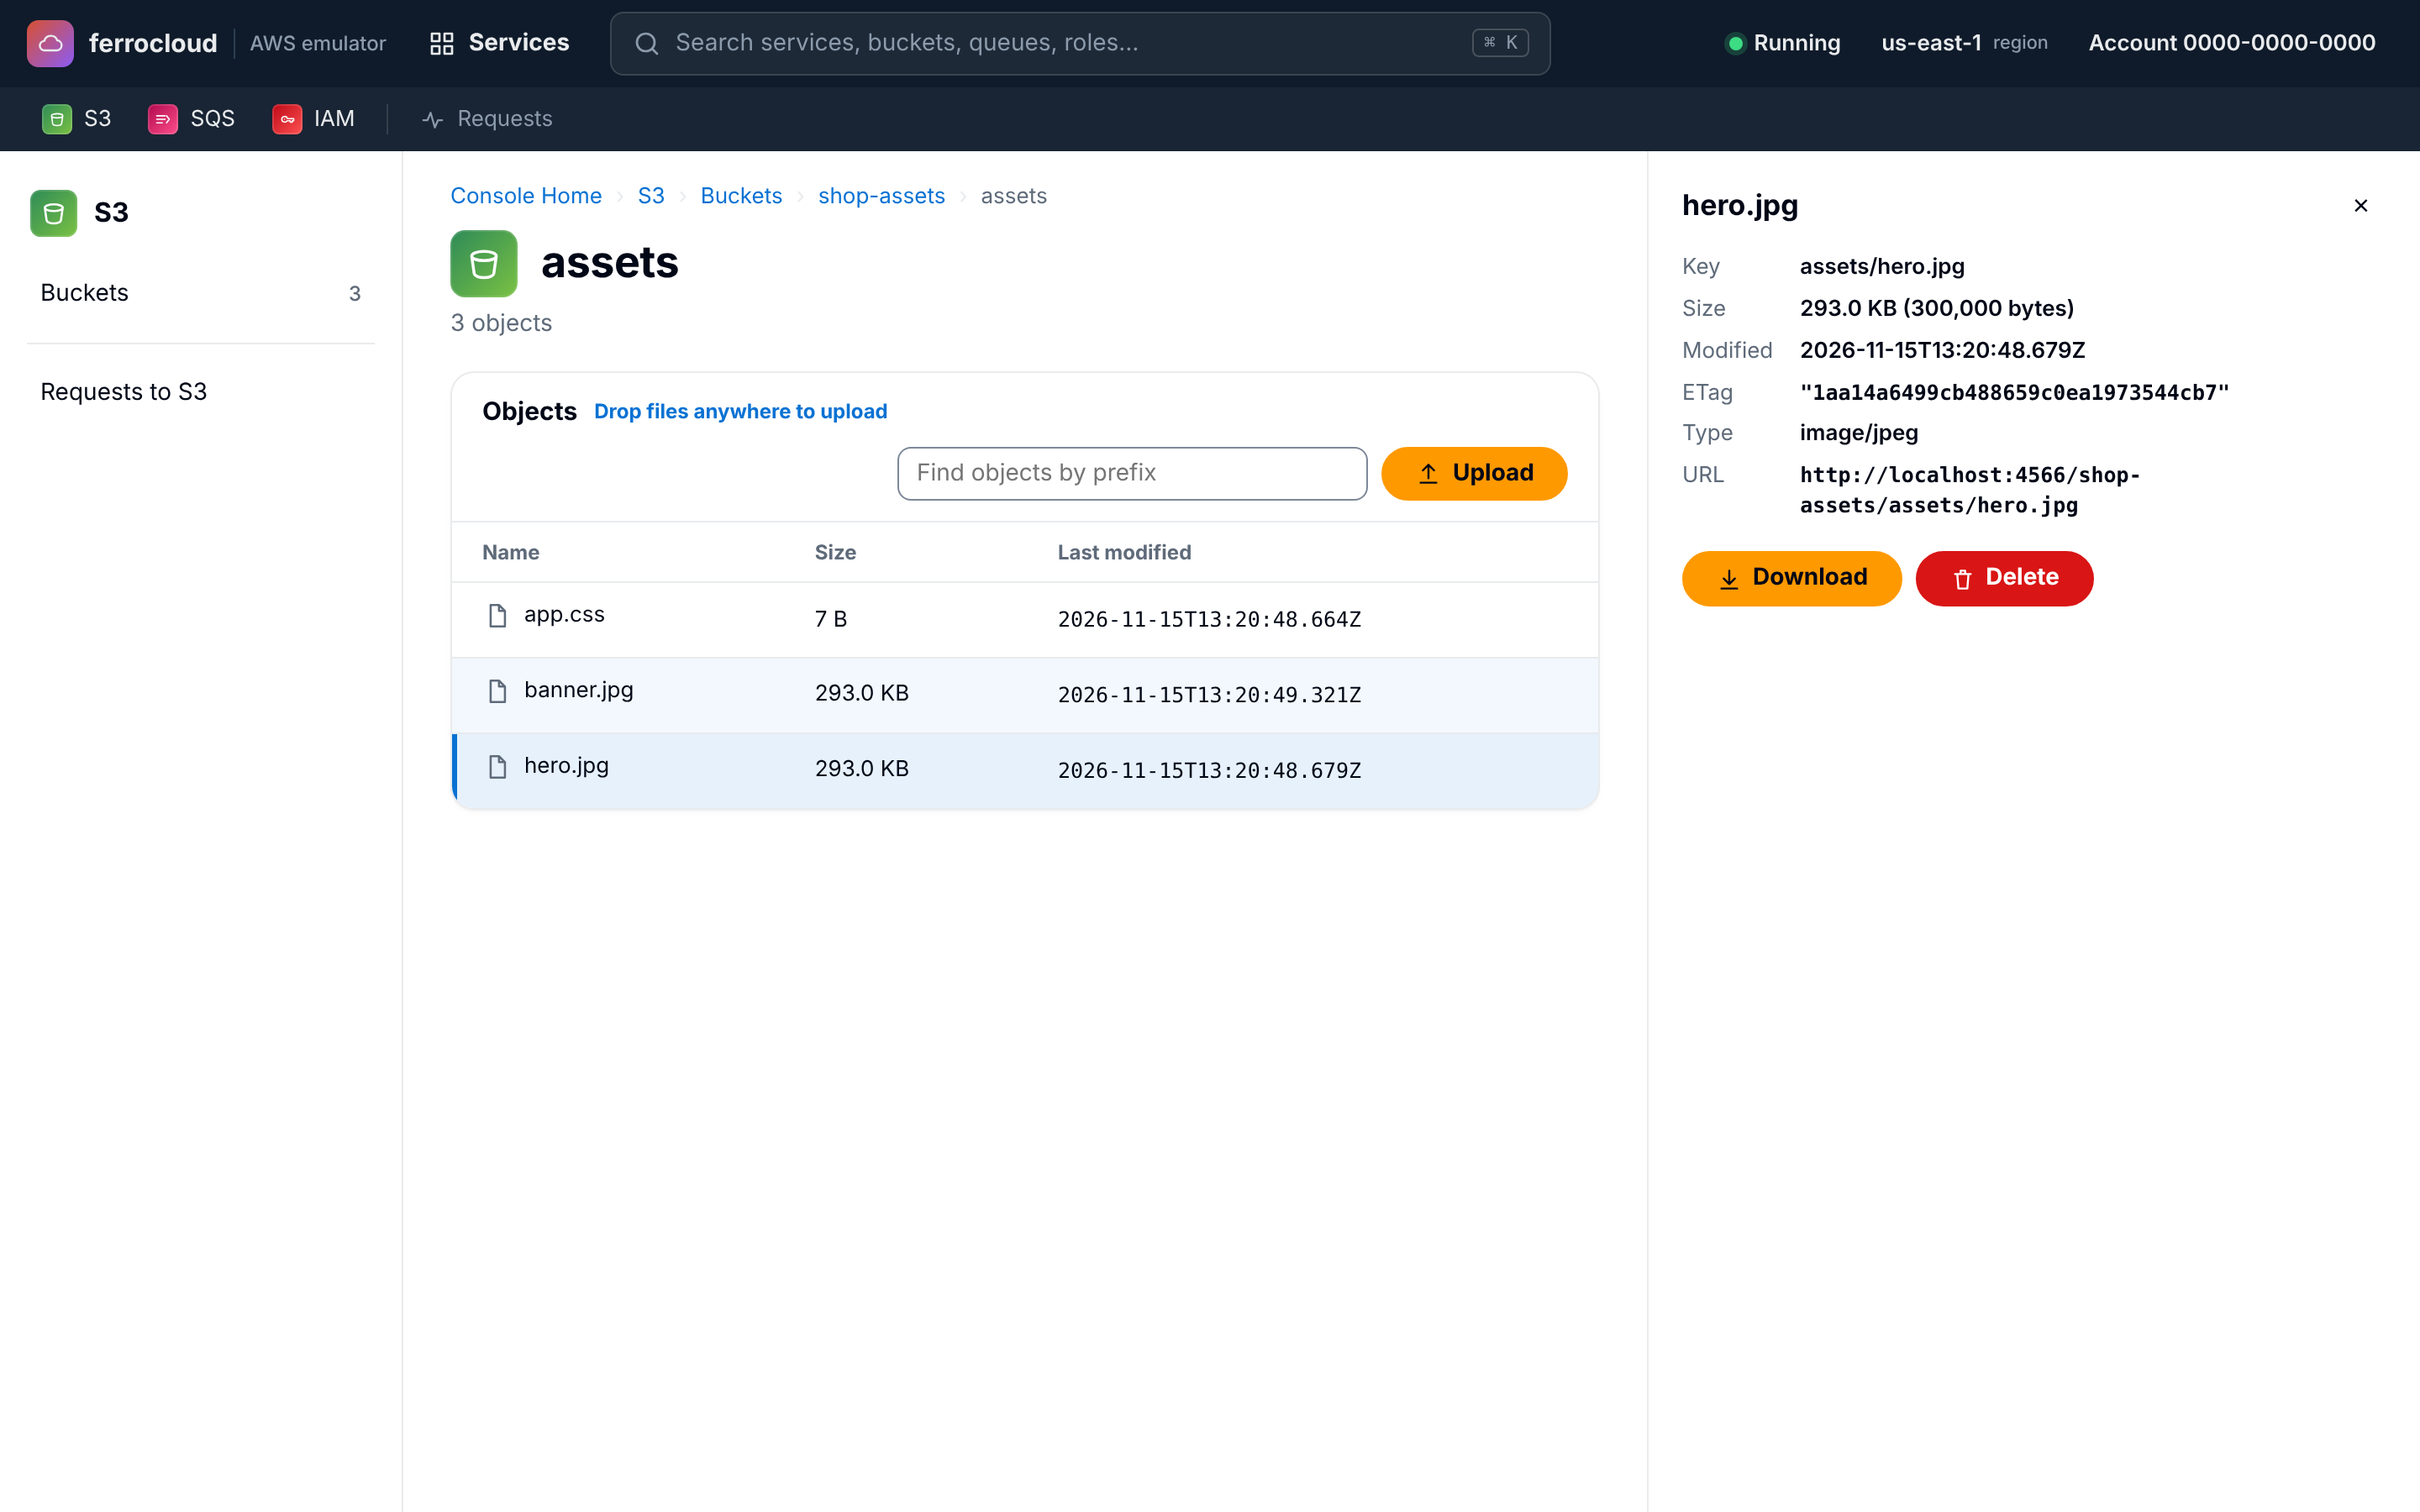 ferrocloud AWS emulator Services Search services, buckets, queues, roles... ⌘ K Running us-east-1 region Account 0000-0000-0000
S3 SQS IAM Requests
S3
Buckets 3
Requests to S3
Console Home › S3 › Buckets › shop-assets › assets
assets
3 objects
Objects Drop files anywhere to upload
Find objects by prefix Upload
Name Size Last modified
app.css 7 B 2026-11-15T13:20:48.664Z
banner.jpg 293.0 KB 2026-11-15T13:20:49.321Z
hero.jpg 293.0 KB 2026-11-15T13:20:48.679Z
hero.jpg ×
Key assets/hero.jpg
Size 293.0 KB (300,000 bytes)
Modified 2026-11-15T13:20:48.679Z
ETag "1aa14a6499cb488659c0ea1973544cb7"
Type image/jpeg
URL http://localhost:4566/shop-
assets/assets/hero.jpg
Download Delete